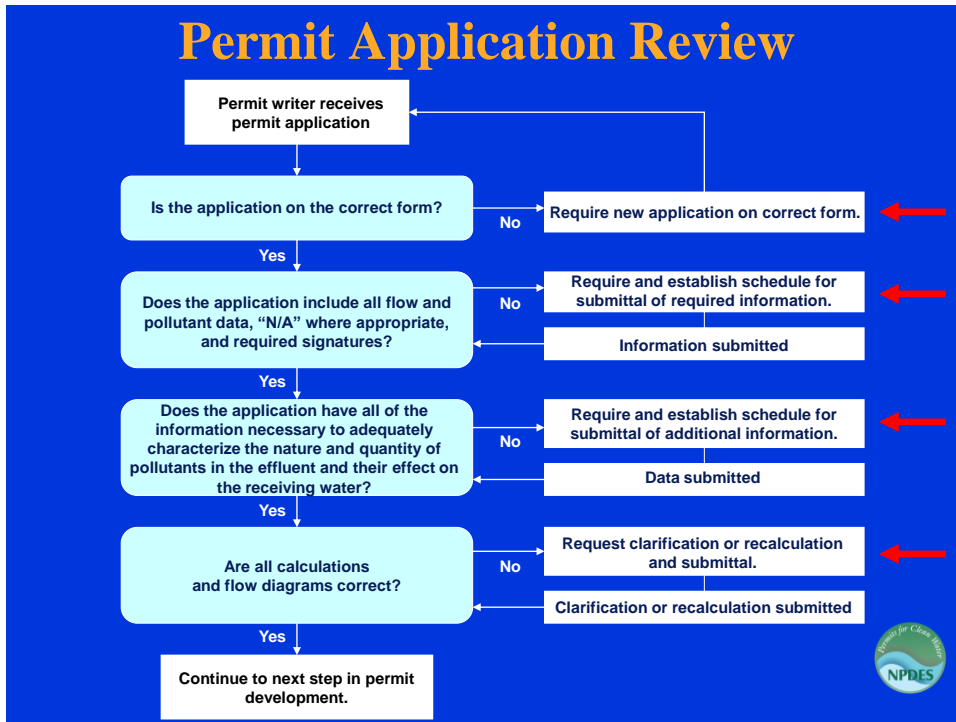 Permit Application Review
Permit writer receives
permit application
Is the application on the correct form?
No
Require new application on correct form.
Yes
Does the application include all flow and
pollutant data, “N/A” where appropriate,
and required signatures?
No
Require and establish schedule for
submittal of required information.
Information submitted
Yes
Does the application have all of the
information necessary to adequately
characterize the nature and quantity of
pollutants in the effluent and their effect on
the receiving water?
No
Require and establish schedule for
submittal of additional information.
Data submitted
Yes
Are all calculations
and flow diagrams correct?
No
Request clarification or recalculation
and submittal.
Clarification or recalculation submitted
Yes
Continue to next step in permit
development.
Permits for Clean Water
NPDES